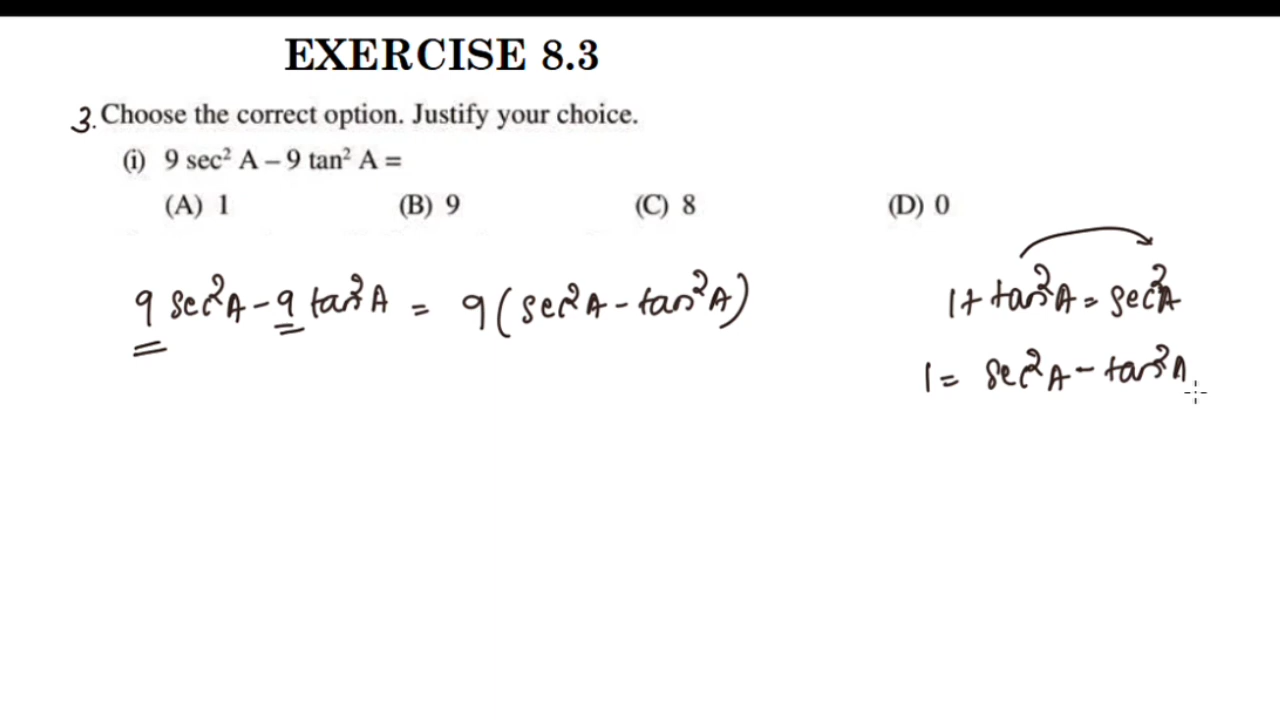 EXERCISE 8.3
3. Choose the correct option. Justify your choice.
(i) 9 sec² A – 9 tan² A =
(A) 1 (B) 9 (C) 8 (D) 0
9 sec²A - 9 tan²A = 9(sec²A - tan²A)
1 + tan²A = sec²A
1 = sec²A - tan²A